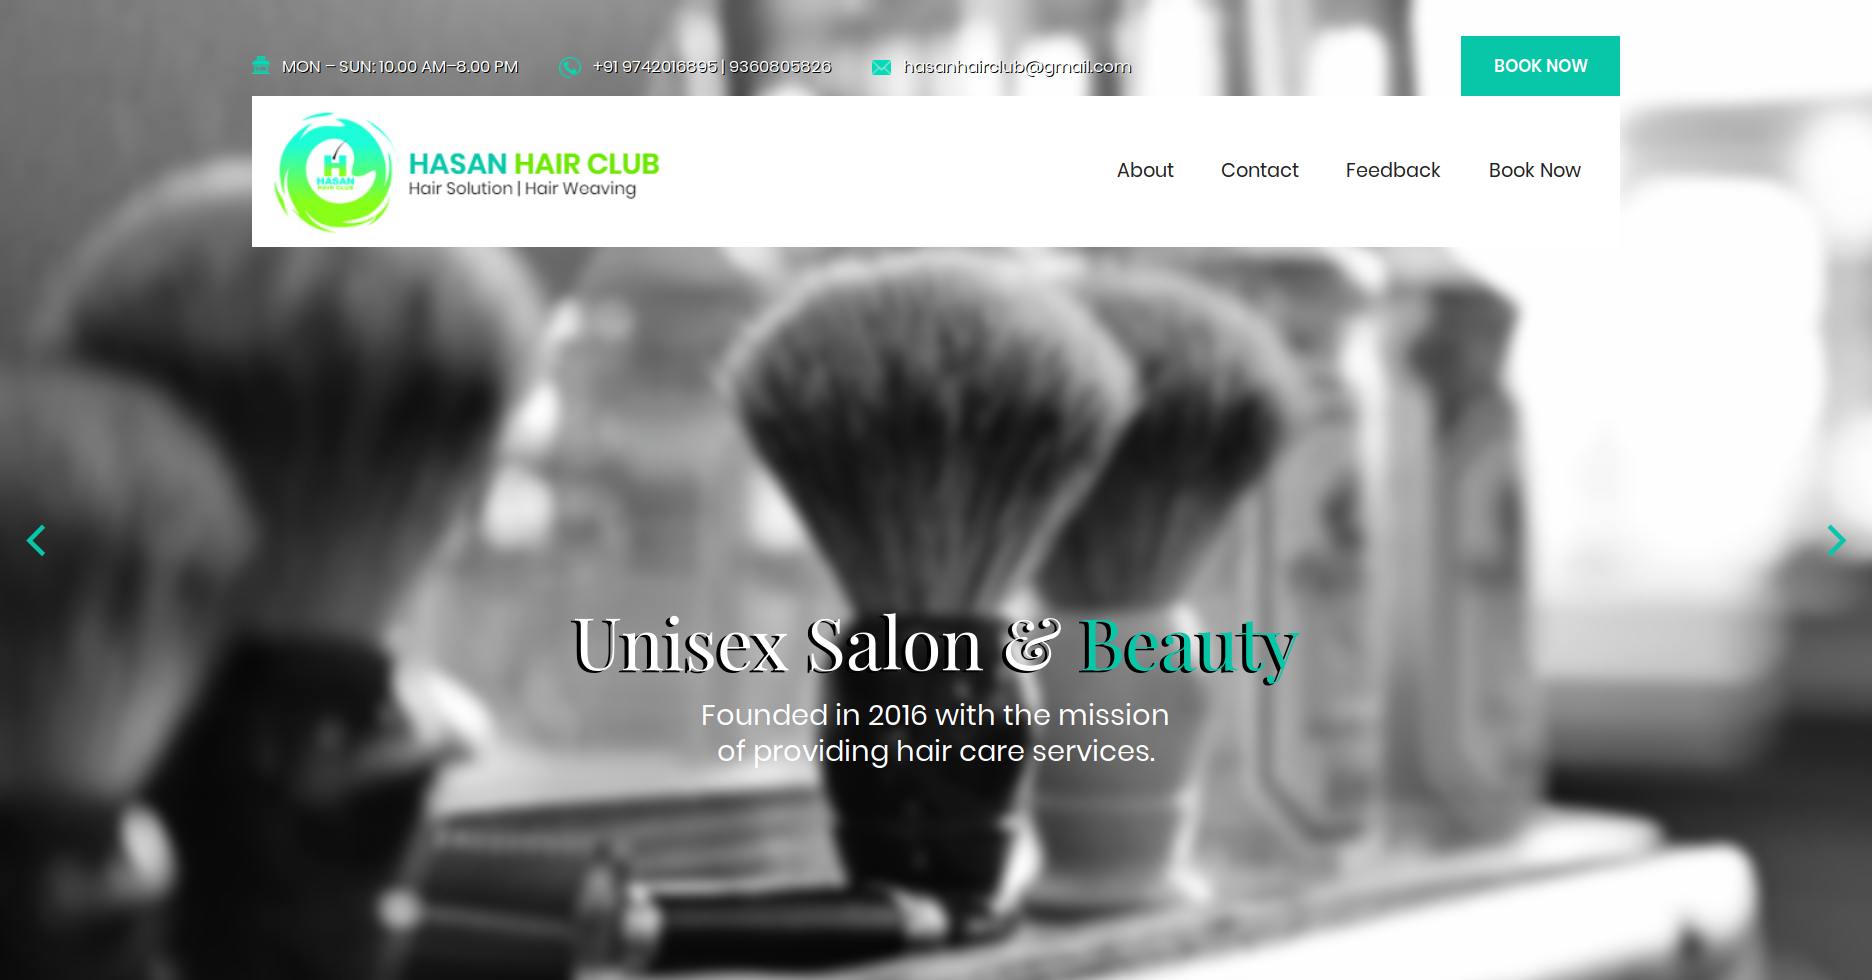 MON – SUN: 10.00 AM–8.00 PM
+91 9742016895 | 9360805826
hasanhairclub@gmail.com
BOOK NOW
H
HASAN
HAIR CLUB
HASAN HAIR CLUB
Hair Solution | Hair Weaving
About
Contact
Feedback
Book Now
Unisex Salon & Beauty
Founded in 2016 with the mission
of providing hair care services.